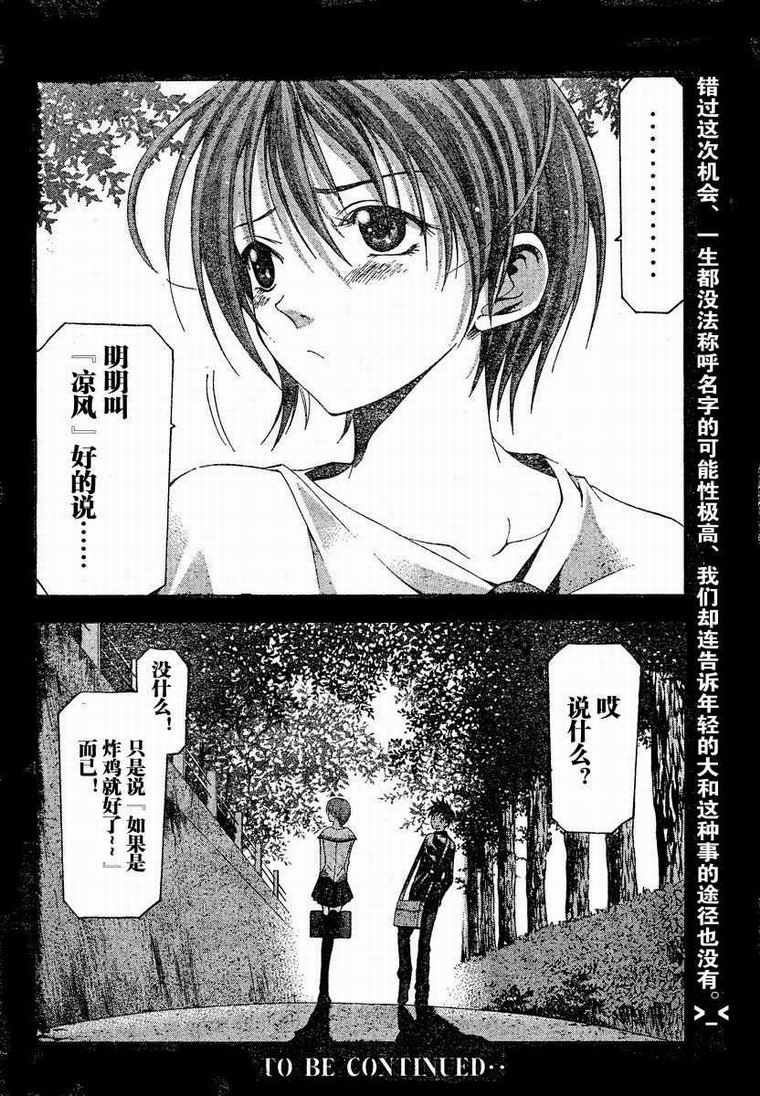 ………
明明叫
『凉风』好的说……
哎
说什么？
没什么！
只是说『如果是
炸鸡就好了~~』
而已！
错过这次机会、一生都没法称呼名字的可能性极高、我们却连告诉年轻的大和这种事的途径也没有。>_<
TO BE CONTINUED··